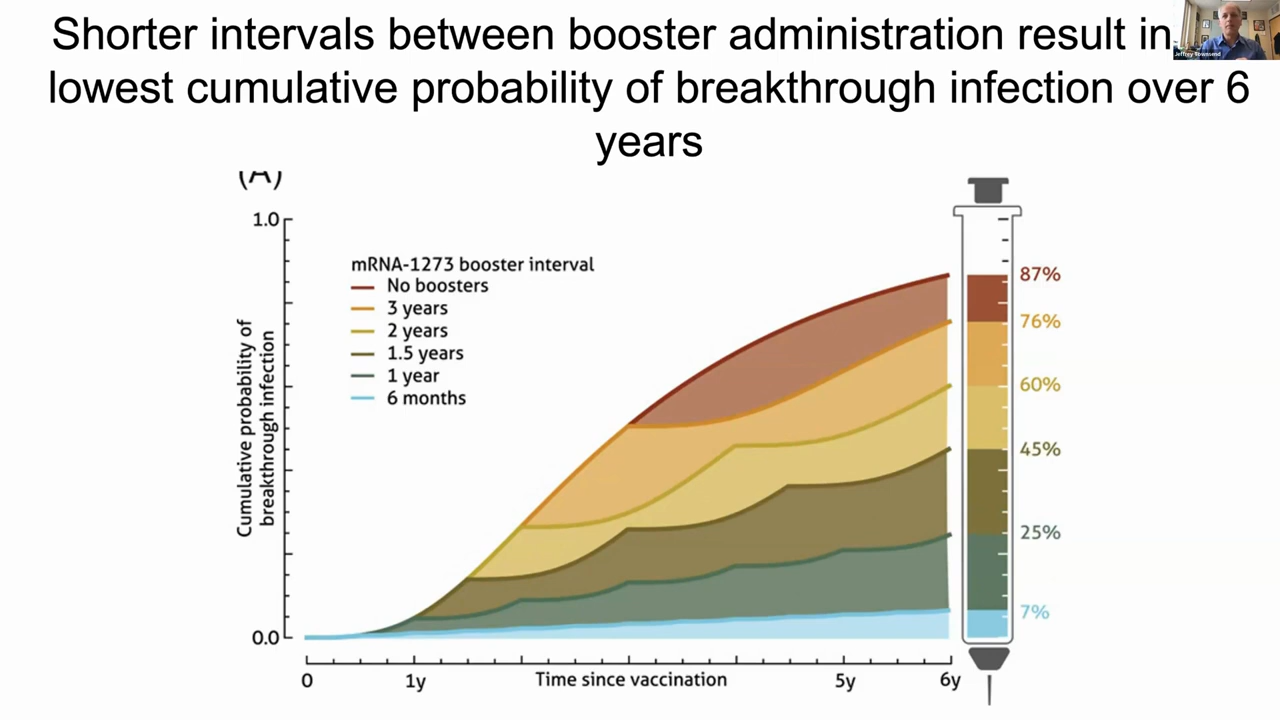 Shorter intervals between booster administration result in
lowest cumulative probability of breakthrough infection over 6
years
Jeffrey Townsend
(A)
1.0
mRNA-1273 booster interval
No boosters
3 years
2 years
1.5 years
1 year
6 months
Cumulative probability of
breakthrough infection
0.0
0
1y
Time since vaccination
5y
6y
87%
76%
60%
45%
25%
7%